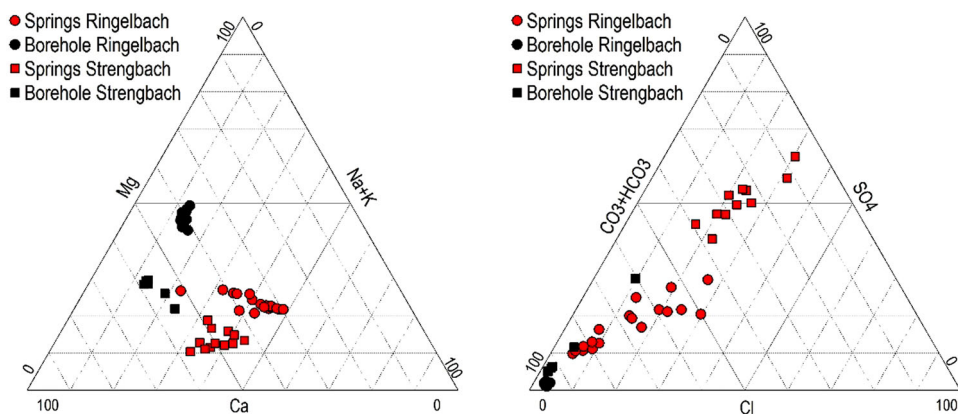 Springs Ringelbach
Borehole Ringelbach
Springs Strengbach
Borehole Strengbach
100
0
Mg
Na+K
0
100
100
Ca
0
Springs Ringelbach
Borehole Ringelbach
Springs Strengbach
Borehole Strengbach
0
100
CO3+HCO3
SO4
100
0
0
Cl
100